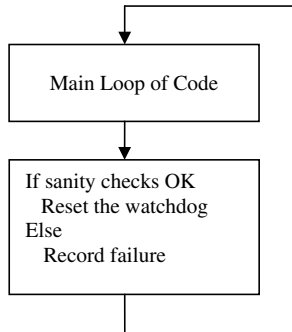 Main Loop of Code
If sanity checks OK
Reset the watchdog
Else
Record failure